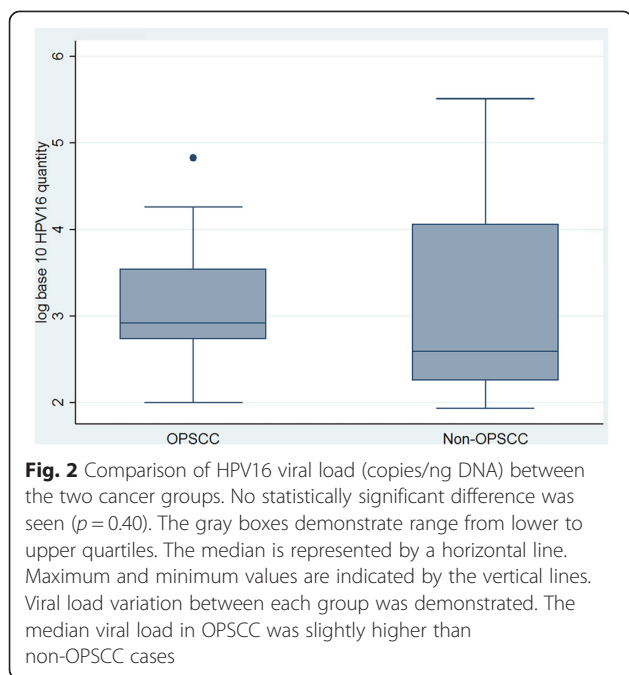 6
5
4
3
2
log base 10 HPV16 quantity
OPSCC Non-OPSCC
Fig. 2 Comparison of HPV16 viral load (copies/ng DNA) between
the two cancer groups. No statistically significant difference was
seen (p = 0.40). The gray boxes demonstrate range from lower to
upper quartiles. The median is represented by a horizontal line.
Maximum and minimum values are indicated by the vertical lines.
Viral load variation between each group was demonstrated. The
median viral load in OPSCC was slightly higher than
non-OPSCC cases